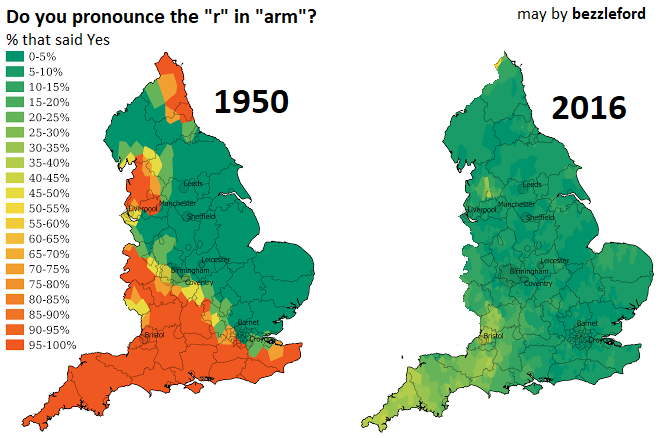 Do you pronounce the "r" in "arm"?
may by bezzleford
% that said Yes
0-5%
5-10%
10-15%
15-20%
20-25%
25-30%
30-35%
35-40%
40-45%
45-50%
50-55%
55-60%
60-65%
65-70%
70-75%
75-80%
80-85%
85-90%
90-95%
95-100%
1950
Leeds
Manchester
Liverpool
Sheffield
Leicester
Birmingham
Coventry
Barnet
Croy
Bristol
2016
Leeds
Manchester
Liverpool
Sheffield
Leicester
Birmingham
Coventry
Barnet
Croy
Bristol